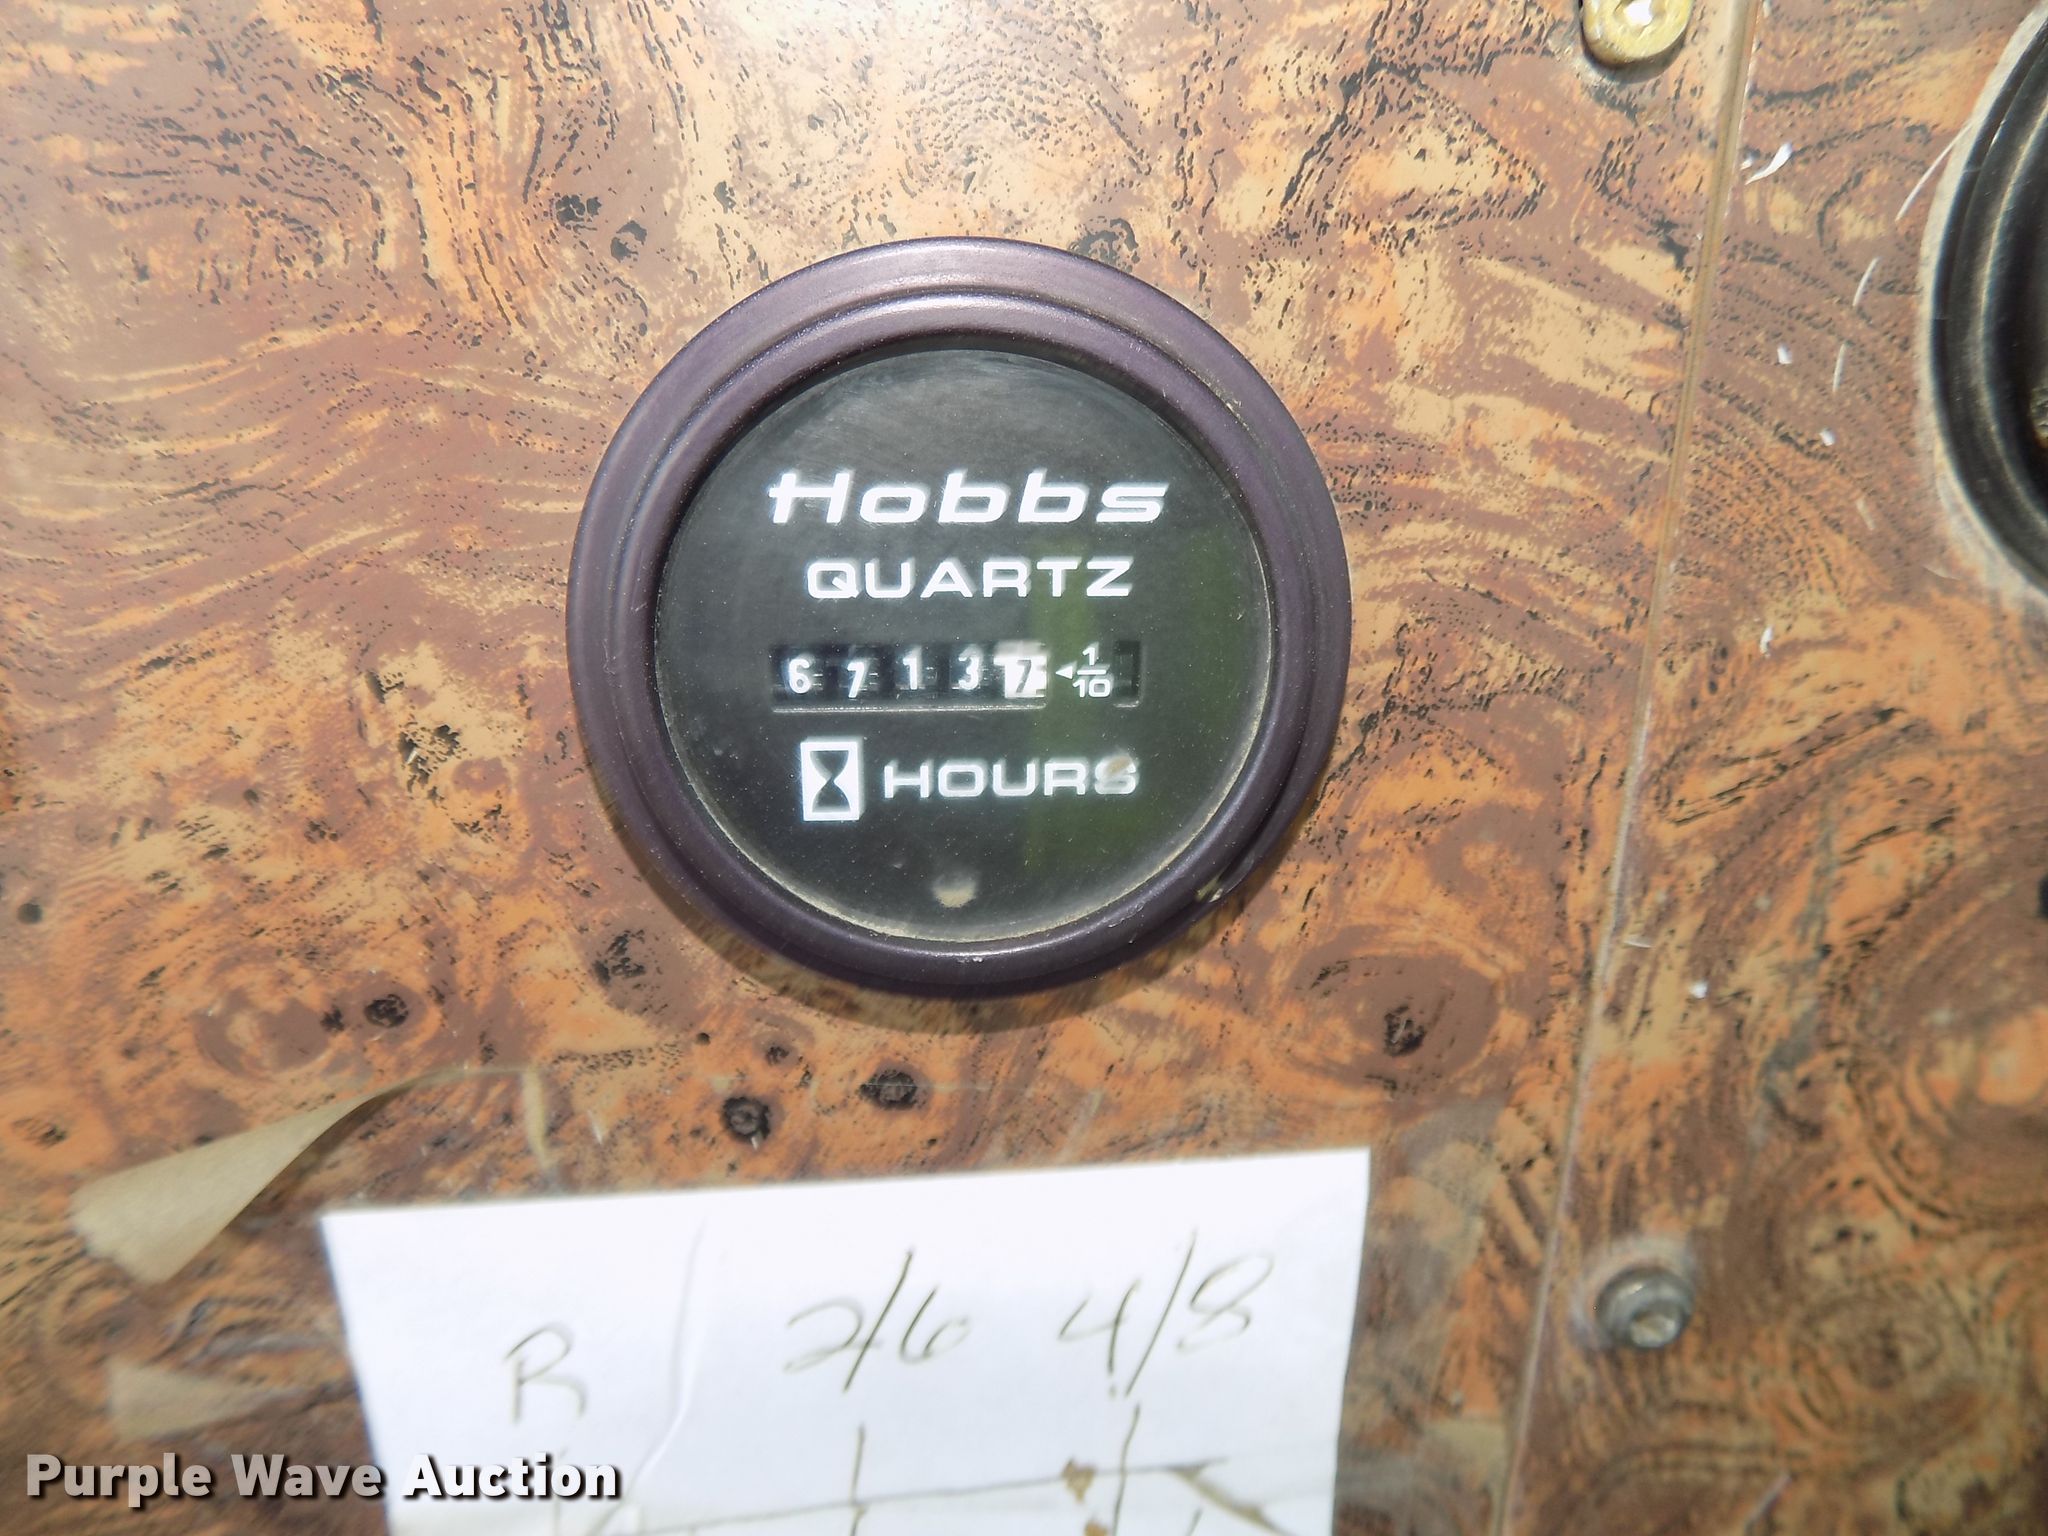 Hobbs
QUARTZ
6 7 1 3 7 ◄ 1/10
HOURS
R 2/6 4/8
Purple Wave Auction